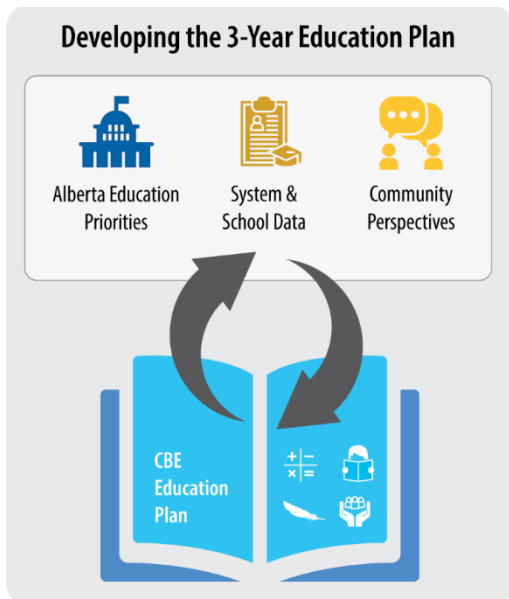 Developing the 3-Year Education Plan
Alberta Education
Priorities
System &
School Data
Community
Perspectives
CBE
Education
Plan
+ −
× =